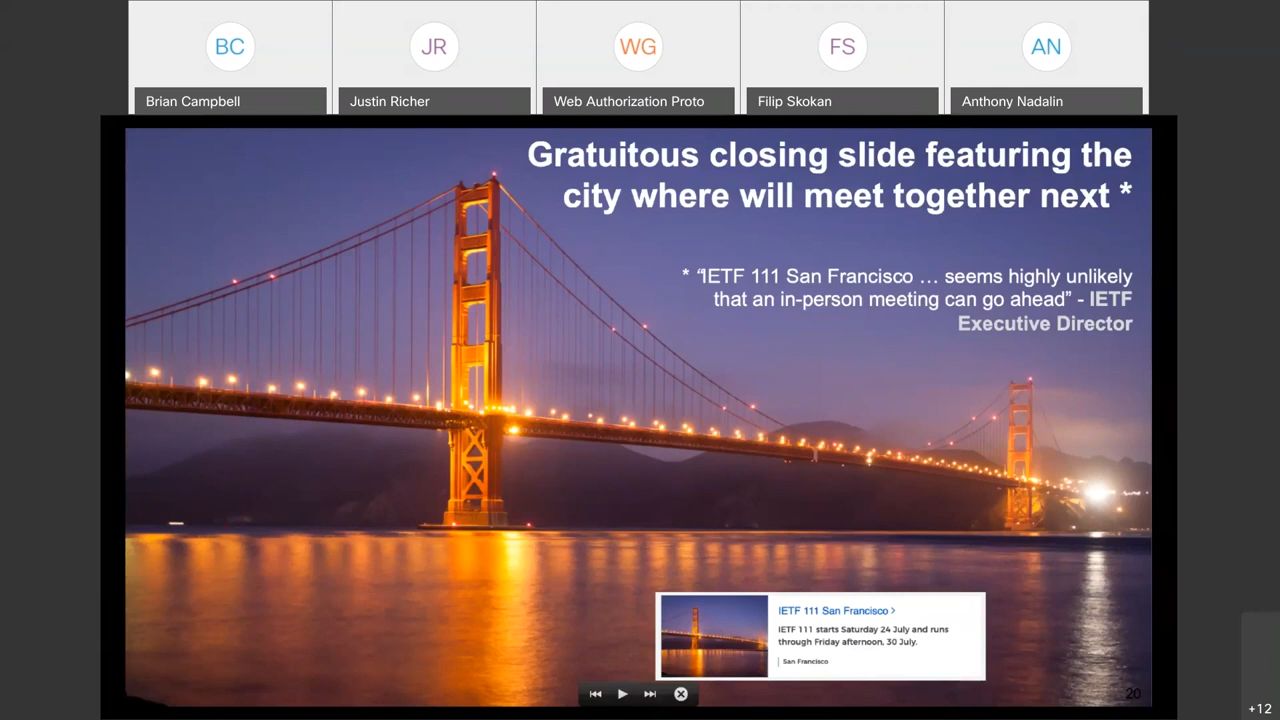 BC
JR
WG
FS
AN
Brian Campbell
Justin Richer
Web Authorization Proto
Filip Skokan
Anthony Nadalin
Gratuitous closing slide featuring the
city where will meet together next *
* “IETF 111 San Francisco … seems highly unlikely
that an in-person meeting can go ahead” - IETF
Executive Director
IETF 111 San Francisco >
IETF 111 starts Saturday 24 July and runs
through Friday afternoon, 30 July.
San Francisco
20
+12